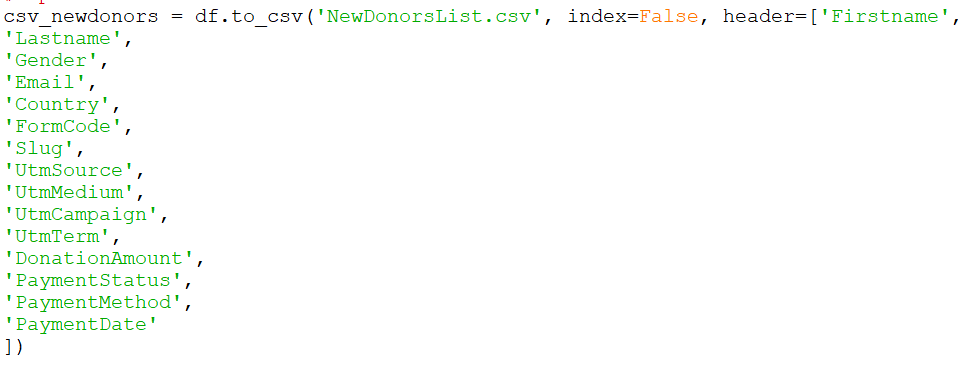 csv_newdonors = df.to_csv('NewDonorsList.csv', index=False, header=['Firstname',
'Lastname',
'Gender',
'Email',
'Country',
'FormCode',
'Slug',
'UtmSource',
'UtmMedium',
'UtmCampaign',
'UtmTerm',
'DonationAmount',
'PaymentStatus',
'PaymentMethod',
'PaymentDate'
])